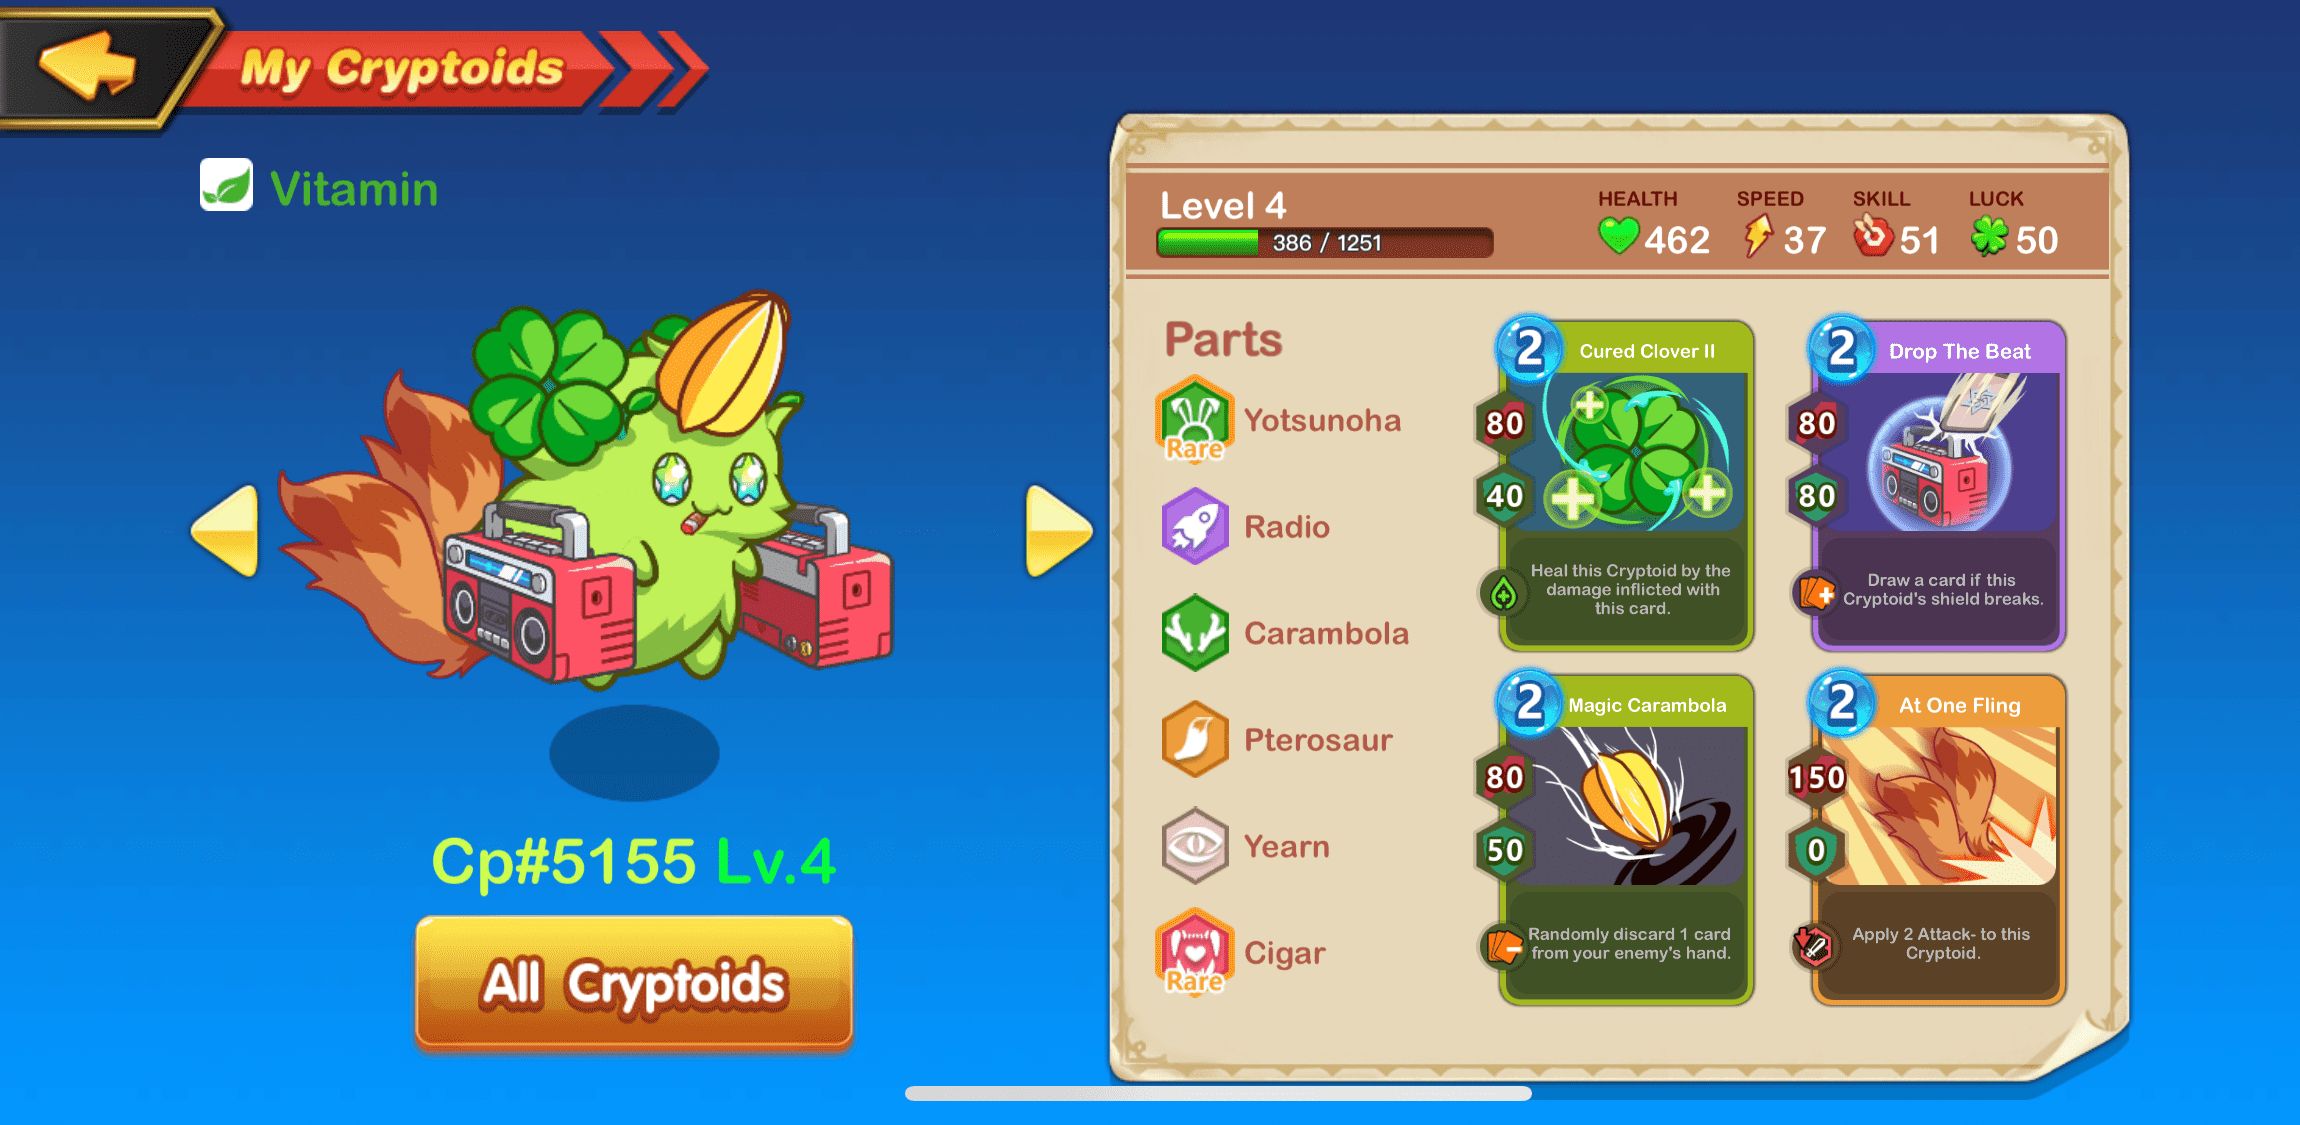 My Cryptoids
Vitamin
Cp#5155 Lv.4
All Cryptoids
Level 4
386 / 1251
HEALTH
462
SPEED
37
SKILL
51
LUCK
50
Parts
Rare
Yotsunoha
Radio
Carambola
Pterosaur
Yearn
Rare
Cigar
2
Cured Clover II
80
40
Heal this Cryptoid by the
damage inflicted with
this card.
2
Drop The Beat
80
80
Draw a card if this
Cryptoid's shield breaks.
2
Magic Carambola
80
50
Randomly discard 1 card
from your enemy's hand.
2
At One Fling
150
0
Apply 2 Attack- to this
Cryptoid.